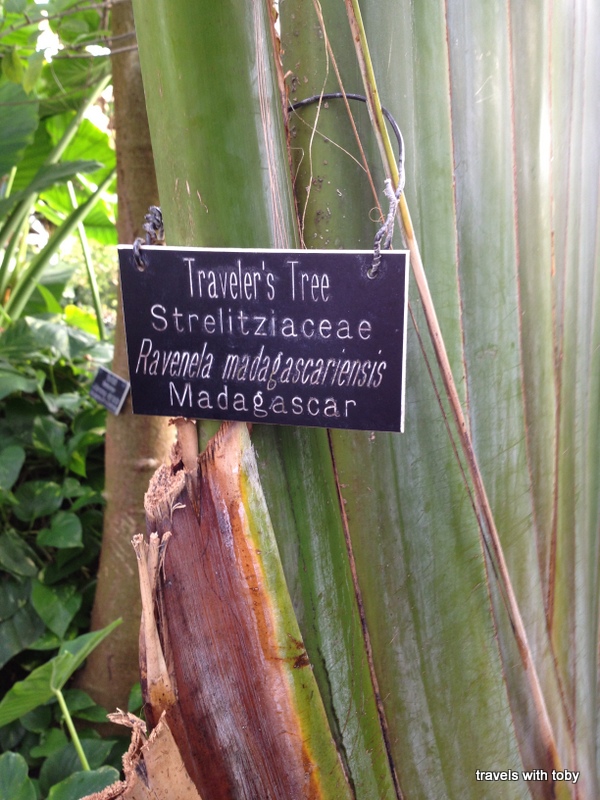 Traveler's Tree
Strelitziaceae
Ravenela madagascariensis
Madagascar
travels with toby